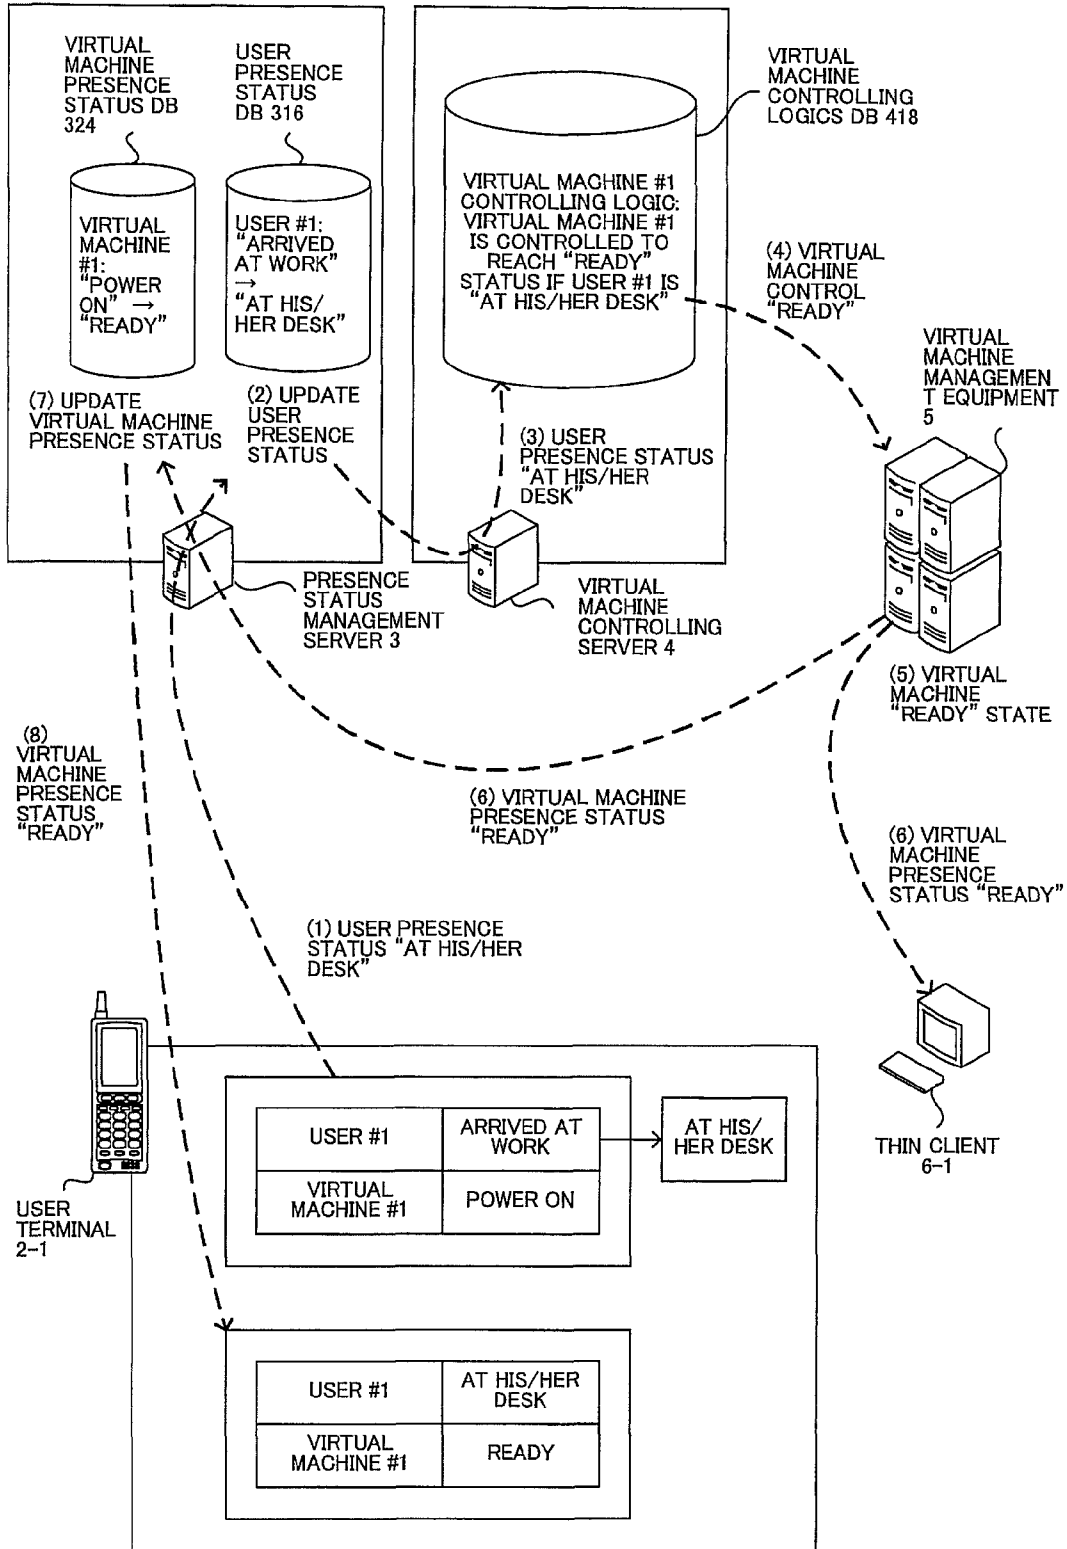 VIRTUAL
MACHINE
PRESENCE
STATUS DB
324
USER
PRESENCE
STATUS
DB 316
VIRTUAL
MACHINE
CONTROLLING
LOGICS DB 418
VIRTUAL
MACHINE
#1:
“POWER
ON” →
“READY”
USER #1:
“ARRIVED
AT WORK”
→
“AT HIS/
HER DESK”
VIRTUAL MACHINE #1
CONTROLLING LOGIC:
VIRTUAL MACHINE #1
IS CONTROLLED TO
REACH “READY”
STATUS IF USER #1 IS
“AT HIS/HER DESK”
(4) VIRTUAL
MACHINE
CONTROL
“READY”
VIRTUAL
MACHINE
MANAGEMEN
T EQUIPMENT
5
(7) UPDATE
VIRTUAL MACHINE
PRESENCE STATUS
(2) UPDATE
USER
PRESENCE
STATUS
(3) USER
PRESENCE STATUS
“AT HIS/HER
DESK”
PRESENCE
STATUS
MANAGEMENT
SERVER 3
VIRTUAL
MACHINE
CONTROLLING
SERVER 4
(5) VIRTUAL
MACHINE
“READY” STATE
(8)
VIRTUAL
MACHINE
PRESENCE
STATUS
“READY”
(6) VIRTUAL MACHINE
PRESENCE STATUS
“READY”
(6) VIRTUAL
MACHINE
PRESENCE
STATUS “READY”
(1) USER PRESENCE
STATUS “AT HIS/HER
DESK”
USER #1
ARRIVED AT
WORK
AT HIS/
HER DESK
VIRTUAL
MACHINE #1
POWER ON
THIN CLIENT
6-1
USER
TERMINAL
2-1
USER #1
AT HIS/HER
DESK
VIRTUAL
MACHINE #1
READY